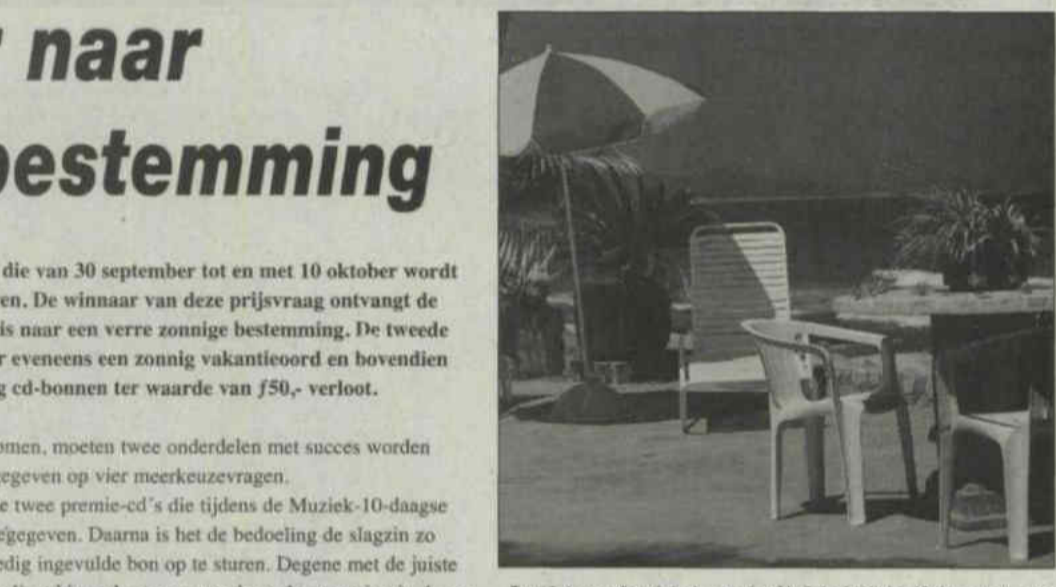 naar
bestemming
die van 30 september tot en met 10 oktober wordt
en. De winnaar van deze prijsvraag ontvangt de
is naar een verre zonnige bestemming. De tweede
r eveneens een zonnig vakantieoord en bovendien
g cd-bonnen ter waarde van ƒ50,- verloot.
omen, moeten twee onderdelen met succes worden
egeven op vier meerkeuzevragen.
e twee premie-cd's die tijdens de Muziek-10-daagse
egegeven. Daarna is het de bedoeling de slagzin zo
edig ingevulde bon op te sturen. Degene met de juiste